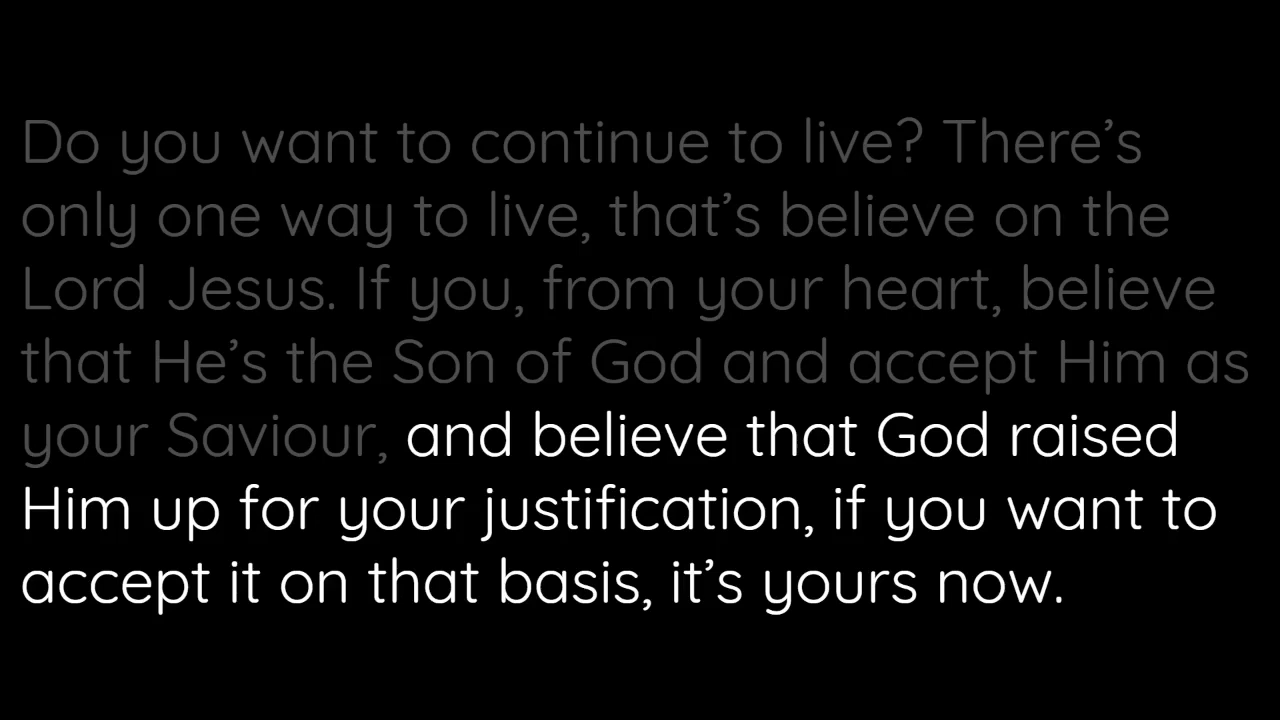 Do you want to continue to live? There’s
only one way to live, that’s believe on the
Lord Jesus. If you, from your heart, believe
that He’s the Son of God and accept Him as
your Saviour, and believe that God raised
Him up for your justification, if you want to
accept it on that basis, it’s yours now.